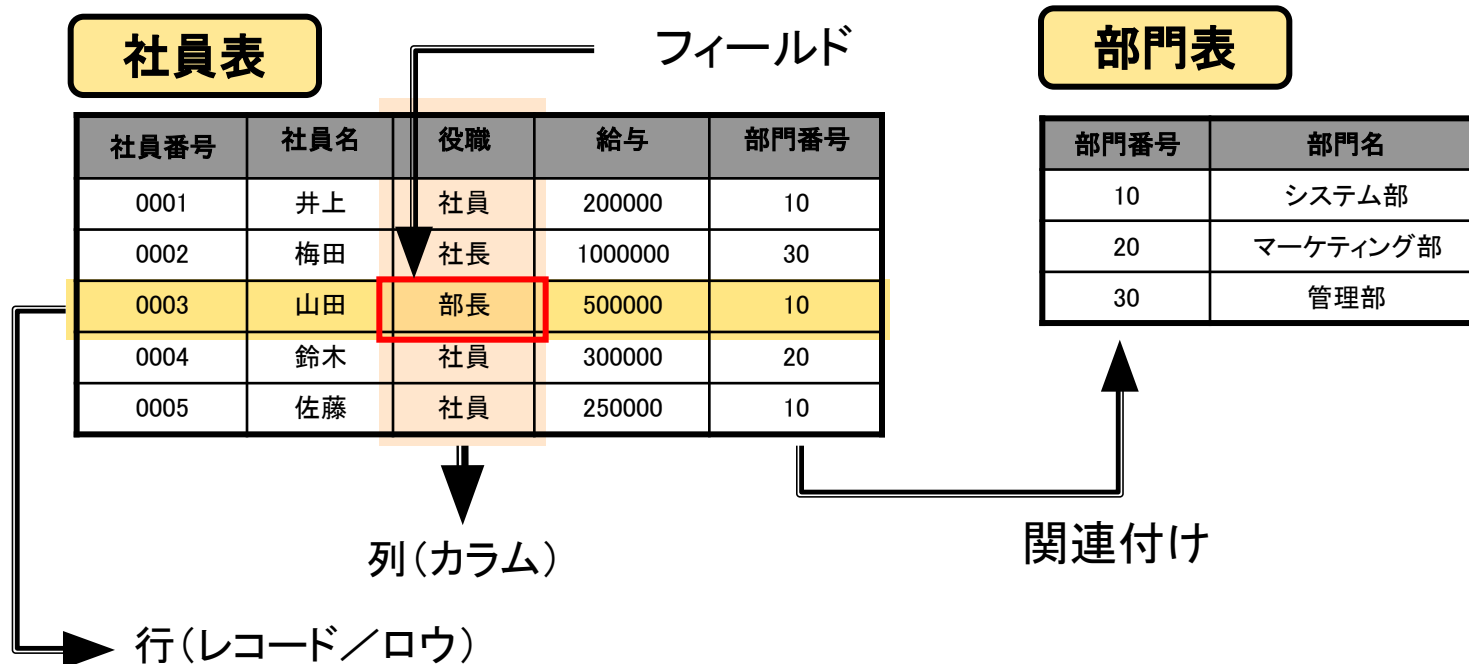 社員表
フィールド
部門表
社員番号 社員名 役職 給与 部門番号
0001 井上 社員 200000 10
0002 梅田 社長 1000000 30
0003 山田 部長 500000 10
0004 鈴木 社員 300000 20
0005 佐藤 社員 250000 10
部門番号 部門名
10 システム部
20 マーケティング部
30 管理部
列(カラム)
関連付け
行(レコード／ロウ)